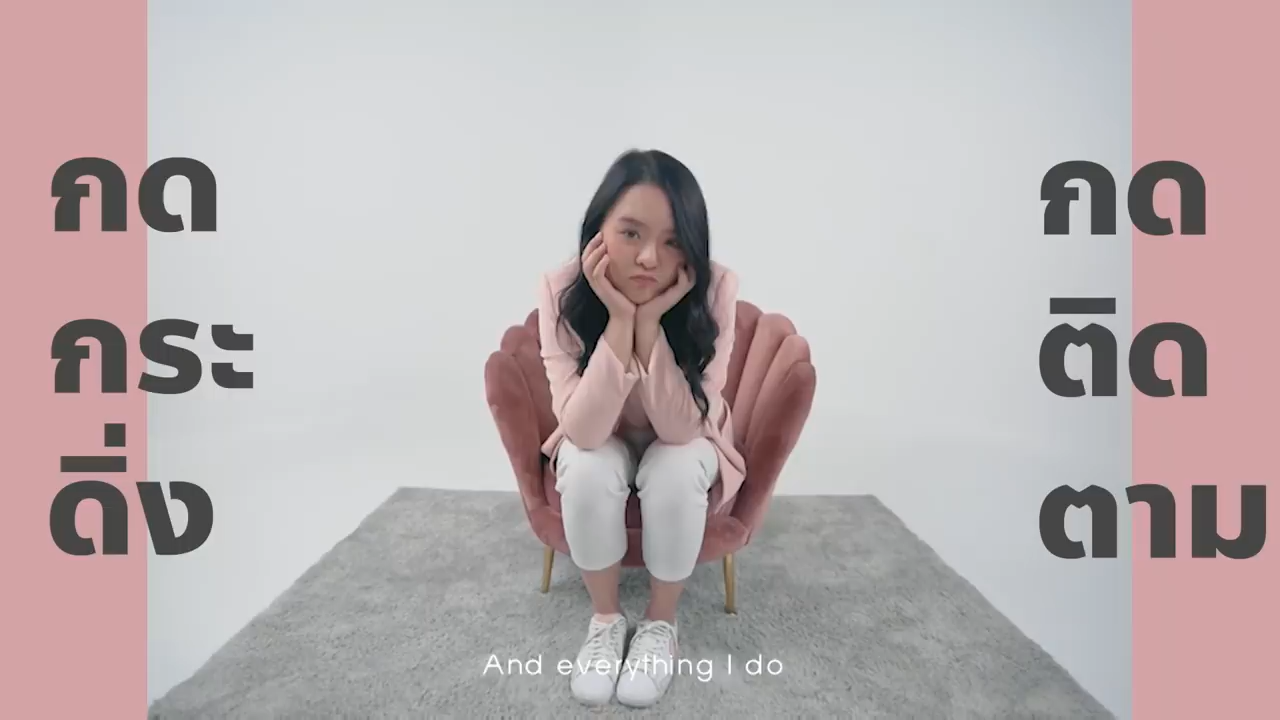 กด
กระ
ดิ่ง
กด
ติด
ตาม
And everything I do